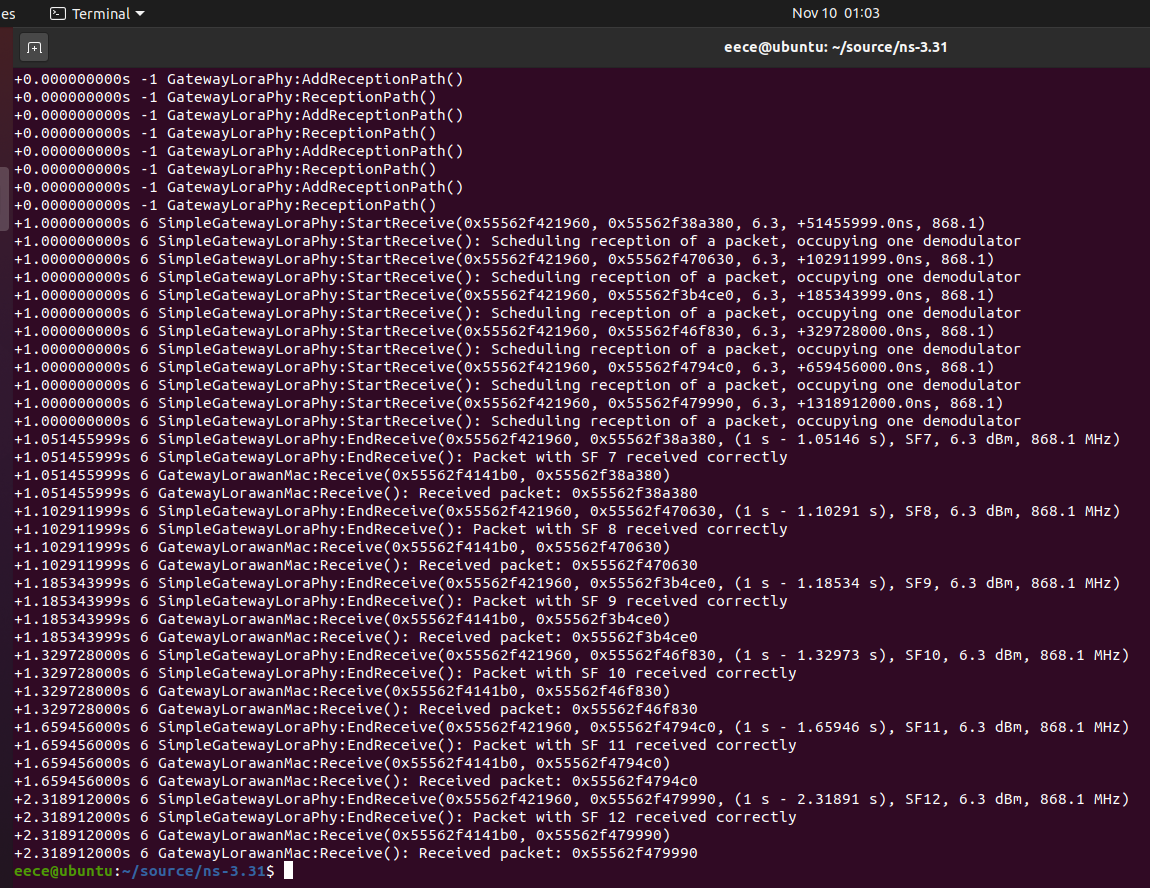 es Terminal Nov 10 01:03
eece@ubuntu: ~/source/ns-3.31
+0.000000000s -1 GatewayLoraPhy:AddReceptionPath()
+0.000000000s -1 GatewayLoraPhy:ReceptionPath()
+0.000000000s -1 GatewayLoraPhy:AddReceptionPath()
+0.000000000s -1 GatewayLoraPhy:ReceptionPath()
+0.000000000s -1 GatewayLoraPhy:AddReceptionPath()
+0.000000000s -1 GatewayLoraPhy:ReceptionPath()
+0.000000000s -1 GatewayLoraPhy:AddReceptionPath()
+0.000000000s -1 GatewayLoraPhy:ReceptionPath()
+1.000000000s 6 SimpleGatewayLoraPhy:StartReceive(0x55562f421960, 0x55562f38a380, 6.3, +51455999.0ns, 868.1)
+1.000000000s 6 SimpleGatewayLoraPhy:StartReceive(): Scheduling reception of a packet, occupying one demodulator
+1.000000000s 6 SimpleGatewayLoraPhy:StartReceive(0x55562f421960, 0x55562f470630, 6.3, +102911999.0ns, 868.1)
+1.000000000s 6 SimpleGatewayLoraPhy:StartReceive(): Scheduling reception of a packet, occupying one demodulator
+1.000000000s 6 SimpleGatewayLoraPhy:StartReceive(0x55562f421960, 0x55562f3b4ce0, 6.3, +185343999.0ns, 868.1)
+1.000000000s 6 SimpleGatewayLoraPhy:StartReceive(): Scheduling reception of a packet, occupying one demodulator
+1.000000000s 6 SimpleGatewayLoraPhy:StartReceive(0x55562f421960, 0x55562f46f830, 6.3, +329728000.0ns, 868.1)
+1.000000000s 6 SimpleGatewayLoraPhy:StartReceive(): Scheduling reception of a packet, occupying one demodulator
+1.000000000s 6 SimpleGatewayLoraPhy:StartReceive(0x55562f421960, 0x55562f4794c0, 6.3, +659456000.0ns, 868.1)
+1.000000000s 6 SimpleGatewayLoraPhy:StartReceive(): Scheduling reception of a packet, occupying one demodulator
+1.000000000s 6 SimpleGatewayLoraPhy:StartReceive(0x55562f421960, 0x55562f479990, 6.3, +1318912000.0ns, 868.1)
+1.000000000s 6 SimpleGatewayLoraPhy:StartReceive(): Scheduling reception of a packet, occupying one demodulator
+1.051455999s 6 SimpleGatewayLoraPhy:EndReceive(0x55562f421960, 0x55562f38a380, (1 s - 1.05146 s), SF7, 6.3 dBm, 868.1 MHz)
+1.051455999s 6 SimpleGatewayLoraPhy:EndReceive(): Packet with SF 7 received correctly
+1.051455999s 6 GatewayLorawanMac:Receive(0x55562f4141b0, 0x55562f38a380)
+1.051455999s 6 GatewayLorawanMac:Receive(): Received packet: 0x55562f38a380
+1.102911999s 6 SimpleGatewayLoraPhy:EndReceive(0x55562f421960, 0x55562f470630, (1 s - 1.10291 s), SF8, 6.3 dBm, 868.1 MHz)
+1.102911999s 6 SimpleGatewayLoraPhy:EndReceive(): Packet with SF 8 received correctly
+1.102911999s 6 GatewayLorawanMac:Receive(0x55562f4141b0, 0x55562f470630)
+1.102911999s 6 GatewayLorawanMac:Receive(): Received packet: 0x55562f470630
+1.185343999s 6 SimpleGatewayLoraPhy:EndReceive(0x55562f421960, 0x55562f3b4ce0, (1 s - 1.18534 s), SF9, 6.3 dBm, 868.1 MHz)
+1.185343999s 6 SimpleGatewayLoraPhy:EndReceive(): Packet with SF 9 received correctly
+1.185343999s 6 GatewayLorawanMac:Receive(0x55562f4141b0, 0x55562f3b4ce0)
+1.185343999s 6 GatewayLorawanMac:Receive(): Received packet: 0x55562f3b4ce0
+1.329728000s 6 SimpleGatewayLoraPhy:EndReceive(0x55562f421960, 0x55562f46f830, (1 s - 1.32973 s), SF10, 6.3 dBm, 868.1 MHz)
+1.329728000s 6 SimpleGatewayLoraPhy:EndReceive(): Packet with SF 10 received correctly
+1.329728000s 6 GatewayLorawanMac:Receive(0x55562f4141b0, 0x55562f46f830)
+1.329728000s 6 GatewayLorawanMac:Receive(): Received packet: 0x55562f46f830
+1.659456000s 6 SimpleGatewayLoraPhy:EndReceive(0x55562f421960, 0x55562f4794c0, (1 s - 1.65946 s), SF11, 6.3 dBm, 868.1 MHz)
+1.659456000s 6 SimpleGatewayLoraPhy:EndReceive(): Packet with SF 11 received correctly
+1.659456000s 6 GatewayLorawanMac:Receive(0x55562f4141b0, 0x55562f4794c0)
+1.659456000s 6 GatewayLorawanMac:Receive(): Received packet: 0x55562f4794c0
+2.318912000s 6 SimpleGatewayLoraPhy:EndReceive(0x55562f421960, 0x55562f479990, (1 s - 2.31891 s), SF12, 6.3 dBm, 868.1 MHz)
+2.318912000s 6 SimpleGatewayLoraPhy:EndReceive(): Packet with SF 12 received correctly
+2.318912000s 6 GatewayLorawanMac:Receive(0x55562f4141b0, 0x55562f479990)
+2.318912000s 6 GatewayLorawanMac:Receive(): Received packet: 0x55562f479990
eece@ubuntu:~/source/ns-3.31$